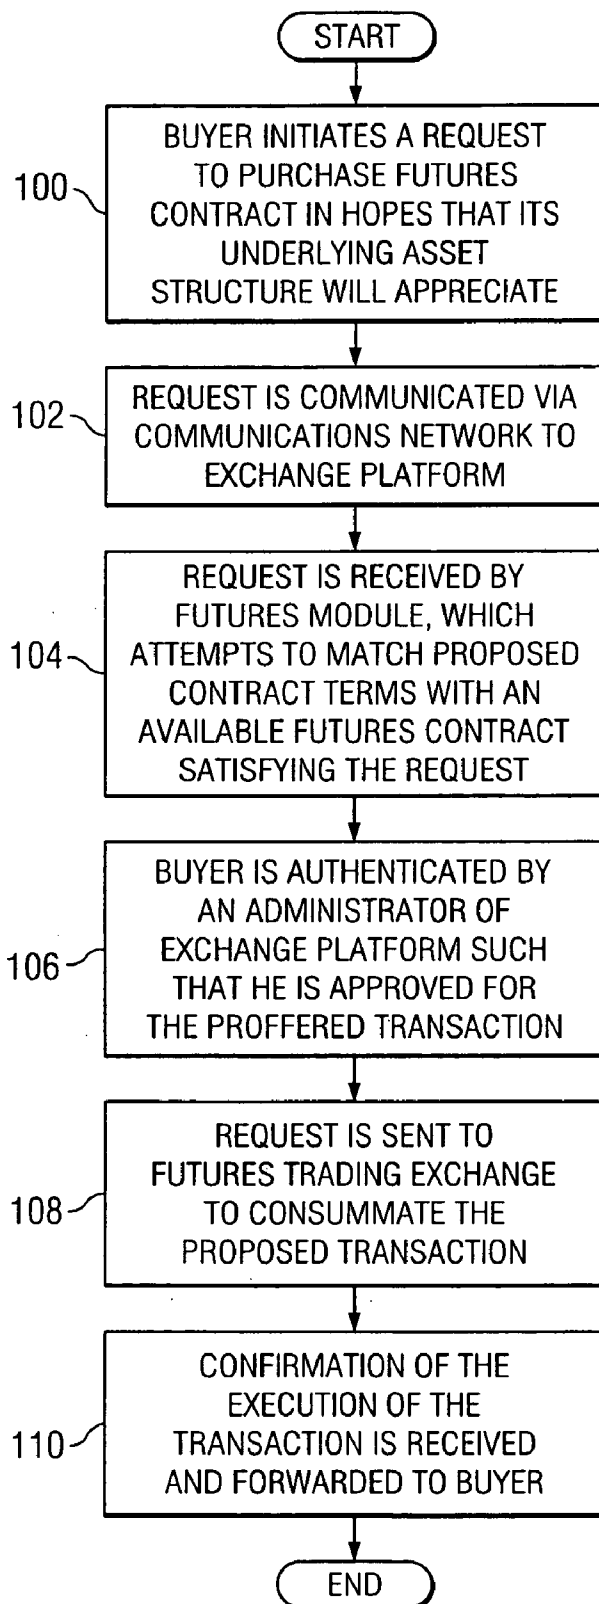 START
100
BUYER INITIATES A REQUEST
TO PURCHASE FUTURES
CONTRACT IN HOPES THAT ITS
UNDERLYING ASSET
STRUCTURE WILL APPRECIATE
102
REQUEST IS COMMUNICATED VIA
COMMUNICATIONS NETWORK TO
EXCHANGE PLATFORM
104
REQUEST IS RECEIVED BY
FUTURES MODULE, WHICH
ATTEMPTS TO MATCH PROPOSED
CONTRACT TERMS WITH AN
AVAILABLE FUTURES CONTRACT
SATISFYING THE REQUEST
106
BUYER IS AUTHENTICATED BY
AN ADMINISTRATOR OF
EXCHANGE PLATFORM SUCH
THAT HE IS APPROVED FOR
THE PROFFERED TRANSACTION
108
REQUEST IS SENT TO
FUTURES TRADING EXCHANGE
TO CONSUMMATE THE
PROPOSED TRANSACTION
110
CONFIRMATION OF THE
EXECUTION OF THE
TRANSACTION IS RECEIVED
AND FORWARDED TO BUYER
END